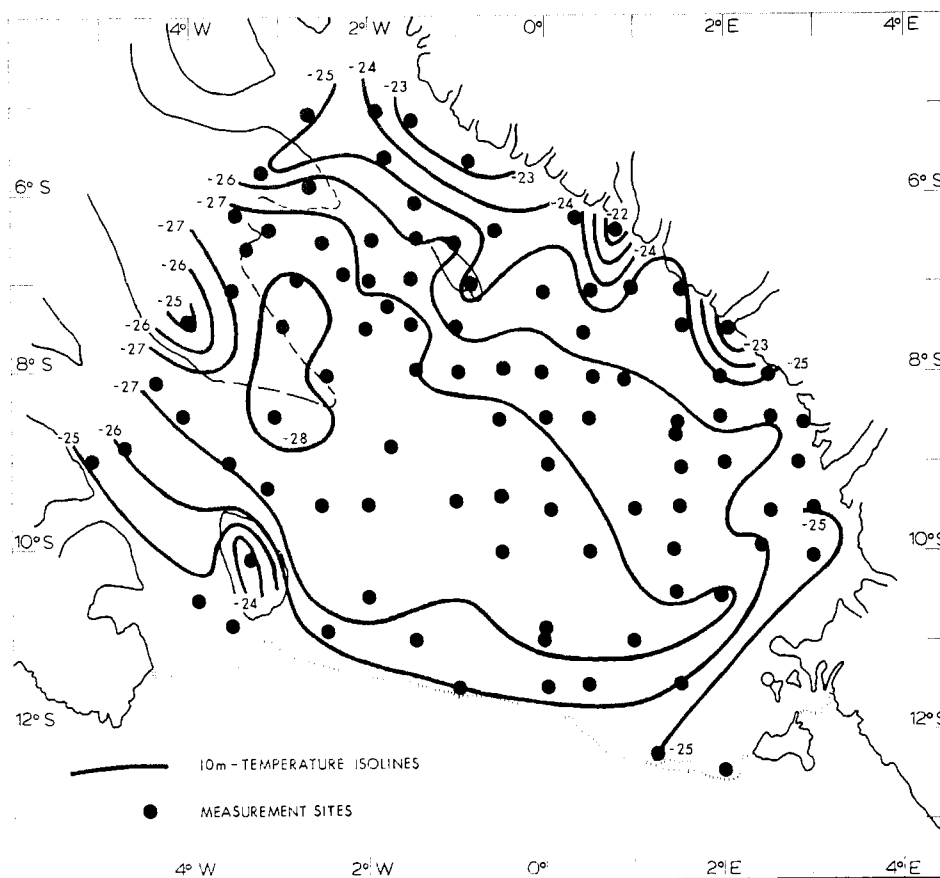 4° W 2° W 0° 2° E 4° E
-25 -24
-23
-26 -23
6° S 6° S
-27 -24 -22
-27 -24
-26
-25
-26 -23
-27 -25
8° S 8° S
-27
-25 -26 -28
-25
10° S 10° S
-24
12° S 12° S
-25
10m - TEMPERATURE ISOLINES
MEASUREMENT SITES
4° W 2° W 0° 2° E 4° E